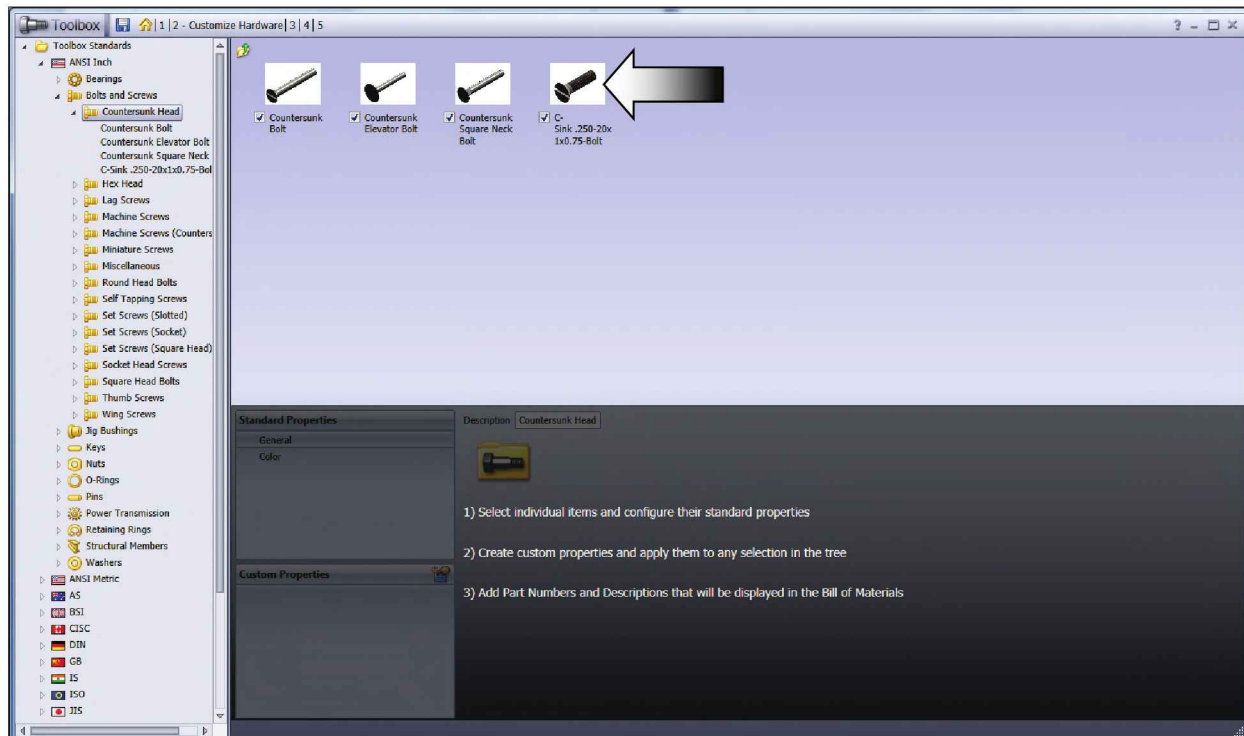 Toolbox 1 | 2 - Customize Hardware | 3 | 4 | 5
Toolbox Standards
ANSI Inch
Bearings
Bolts and Screws
Countersunk Head
Countersunk Bolt
Countersunk Elevator Bolt
Countersunk Square Neck
C-Sink .250-20x1x0.75-Bol
Hex Head
Lag Screws
Machine Screws
Machine Screws (Counters
Miniature Screws
Miscellaneous
Round Head Bolts
Self Tapping Screws
Set Screws (Slotted)
Set Screws (Socket)
Set Screws (Square Head)
Socket Head Screws
Square Head Bolts
Thumb Screws
Wing Screws
Jig Bushings
Keys
Nuts
O-Rings
Pins
Power Transmission
Retaining Rings
Structural Members
Washers
ANSI Metric
AS
BSI
CISC
DIN
GB
IS
ISO
JIS
Countersunk
Bolt
Countersunk
Elevator Bolt
Countersunk
Square Neck
Bolt
C-
Sink .250-20x
1x0.75-Bolt
Standard Properties
General
Color
Custom Properties
Description Countersunk Head
1) Select individual items and configure their standard properties
2) Create custom properties and apply them to any selection in the tree
3) Add Part Numbers and Descriptions that will be displayed in the Bill of Materials